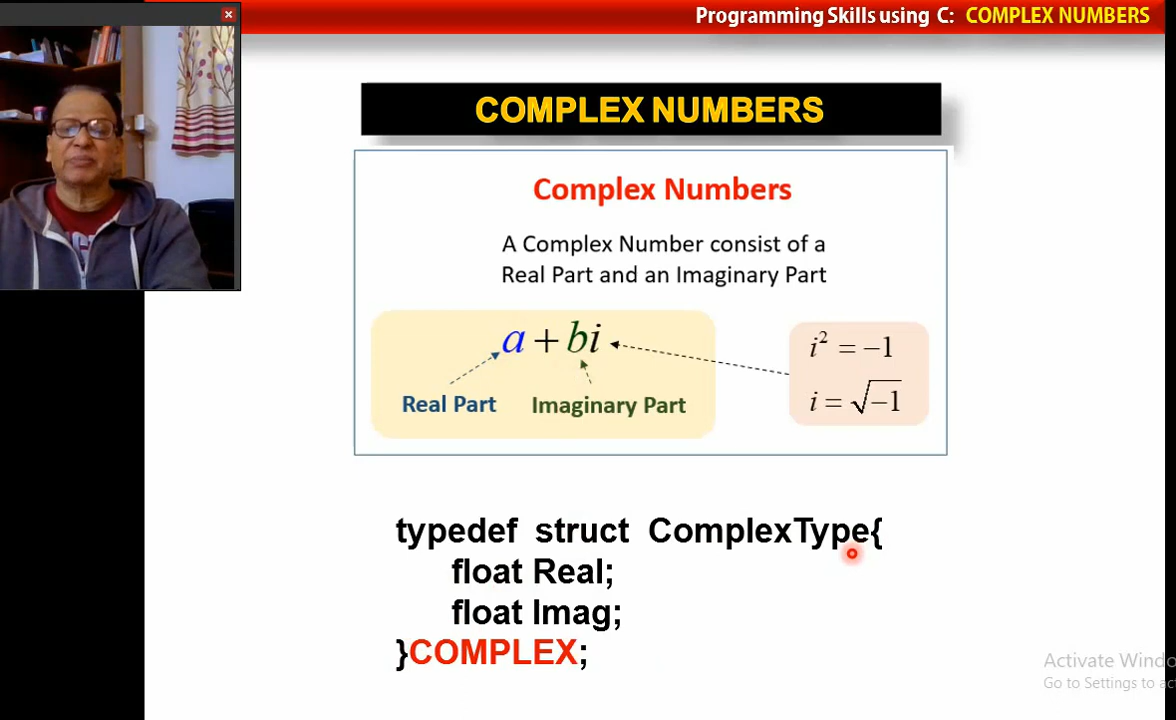 Programming Skills using C: COMPLEX NUMBERS
COMPLEX NUMBERS
Complex Numbers
A Complex Number consist of a
Real Part and an Imaginary Part
a + bi
Real Part Imaginary Part
i² = −1
i = √−1
typedef struct ComplexType{
float Real;
float Imag;
}COMPLEX;
Activate Windo
Go to Settings to act